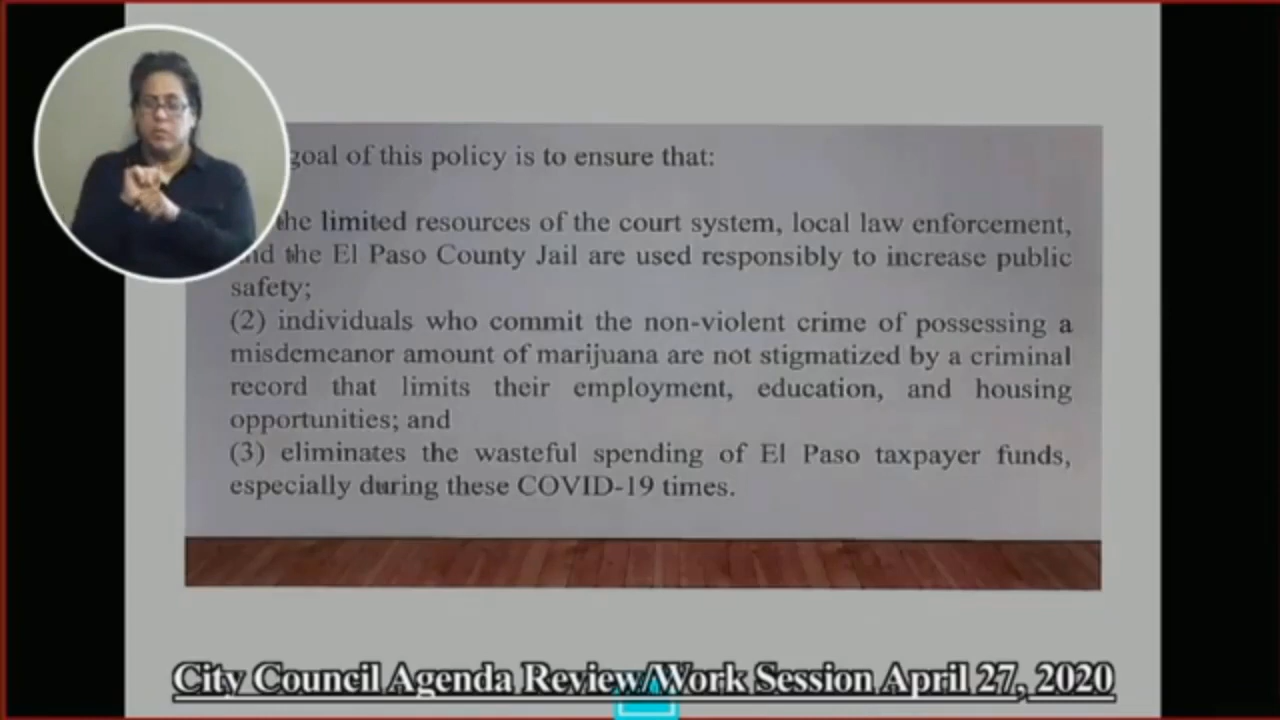 goal of this policy is to ensure that:
the limited resources of the court system, local law enforcement,
the El Paso County Jail are used responsibly to increase public
safety;
(2) individuals who commit the non-violent crime of possessing a
misdemeanor amount of marijuana are not stigmatized by a criminal
record that limits their employment, education, and housing
opportunities; and
(3) eliminates the wasteful spending of El Paso taxpayer funds,
especially during these COVID-19 times.
City Council Agenda Review/Work Session April 27, 2020